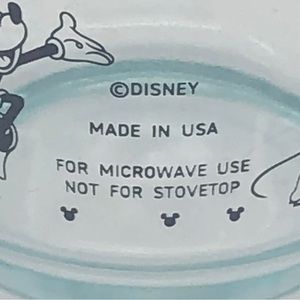 ©DISNEY
MADE IN USA
FOR MICROWAVE USE
NOT FOR STOVETOP